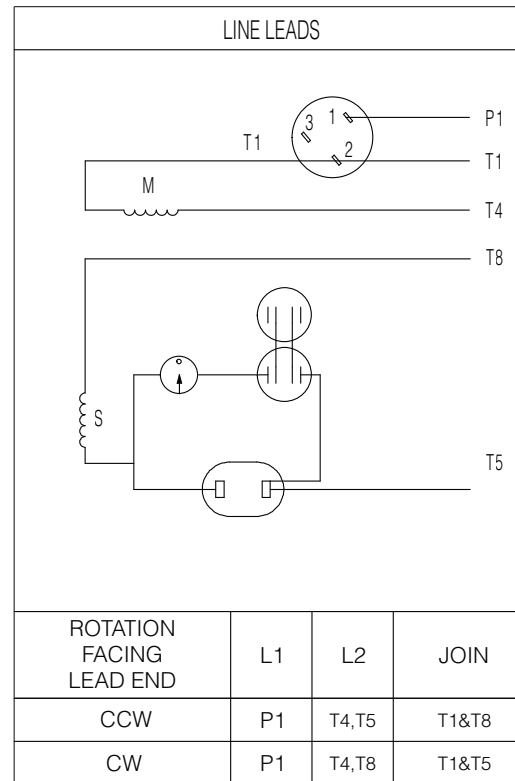 LINE LEADS
P1
1
3
2
T1
T1
M
T4
T8
S
T5
ROTATION
FACING
LEAD END
L1
L2
JOIN
CCW
P1
T4,T5
T1&T8
CW
P1
T4,T8
T1&T5